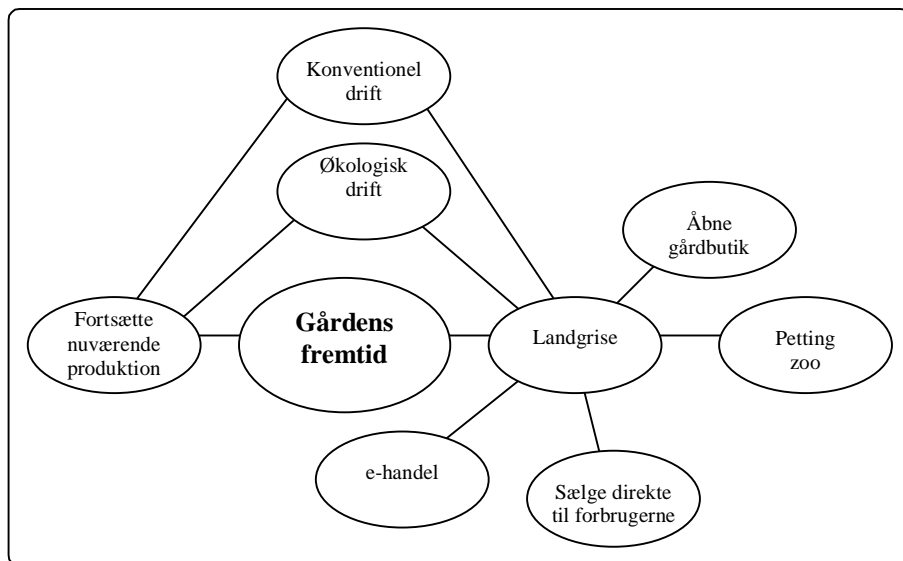 Konventionel
drift
Økologisk
drift
Åbne
gårdbutik
Fortsætte
nuværende
produktion
Gårdens
fremtid
Landgrise
Petting
zoo
e-handel
Sælge direkte
til forbrugerne